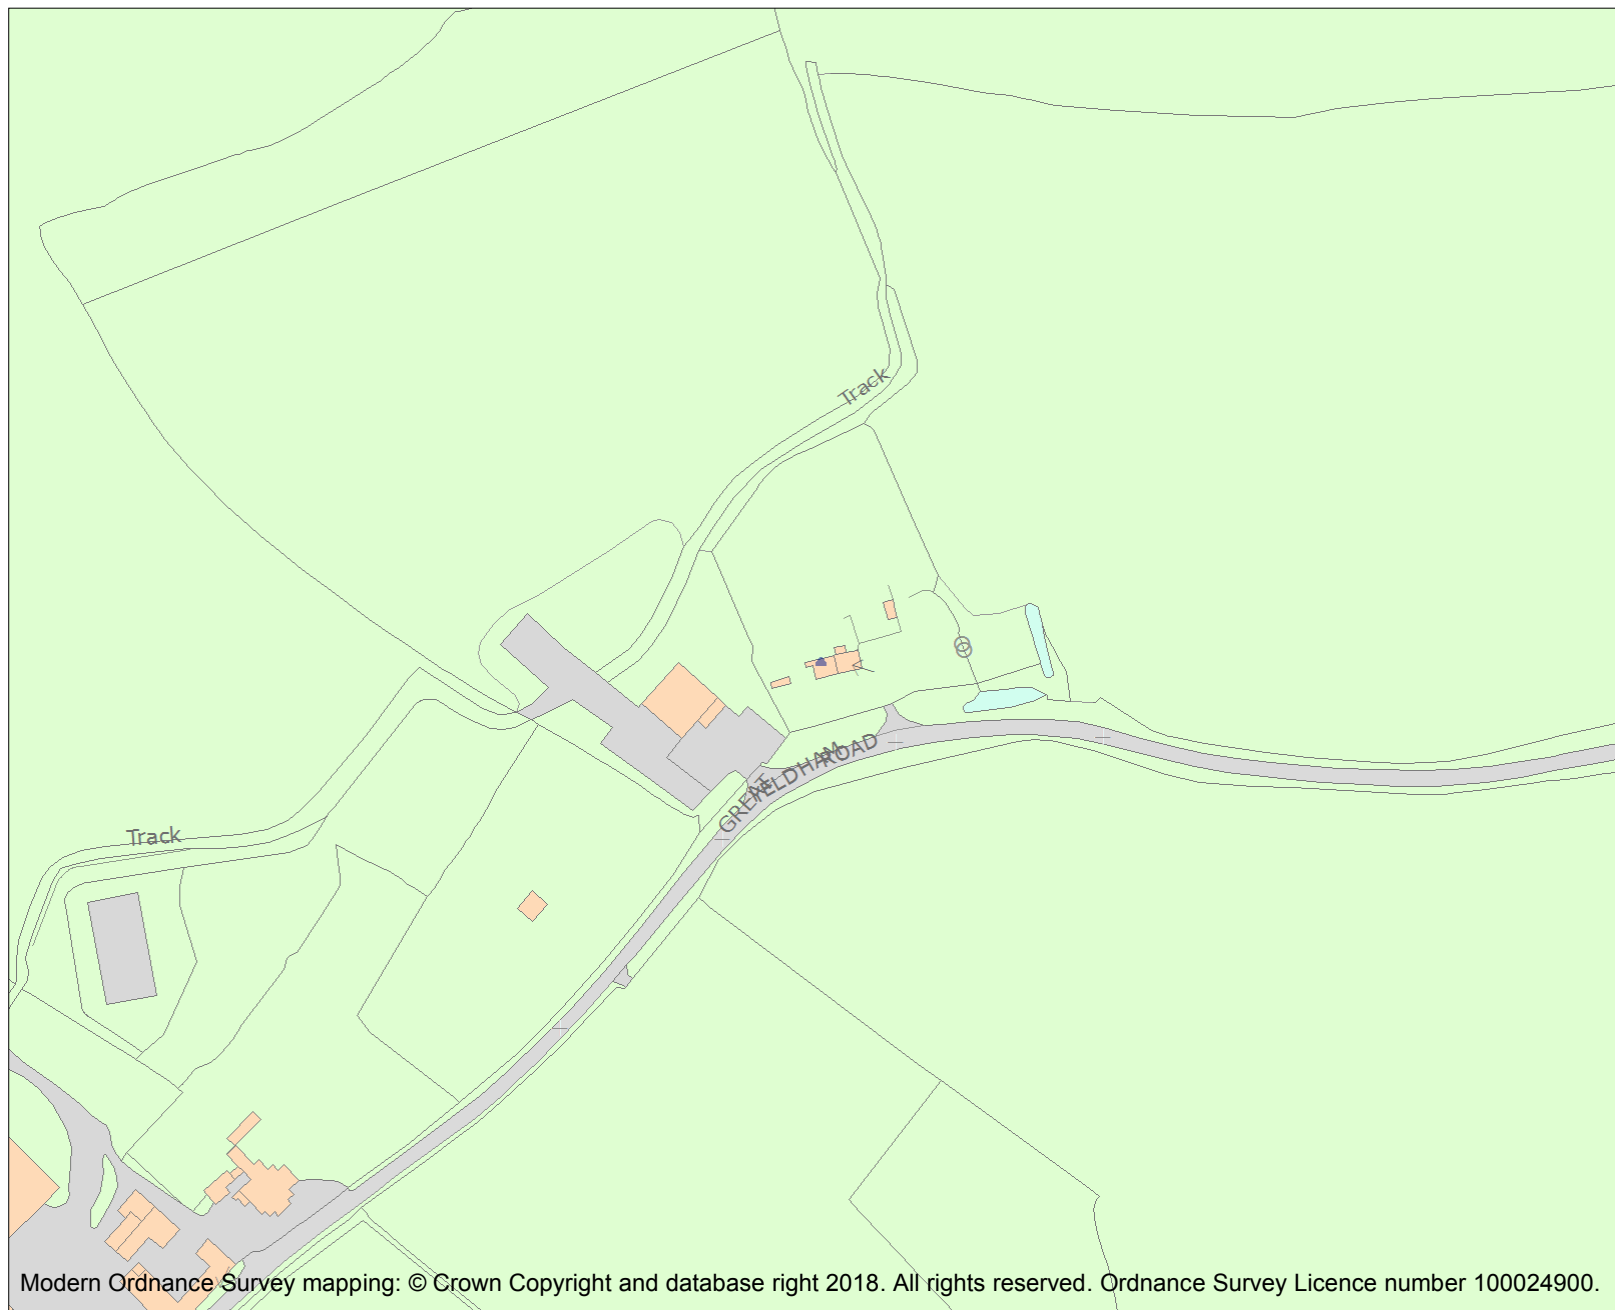 Track
GREAT
YELDHAM
ROAD
Track
Modern Ordnance Survey mapping: © Crown Copyright and database right 2018. All rights reserved. Ordnance Survey Licence number 100024900.